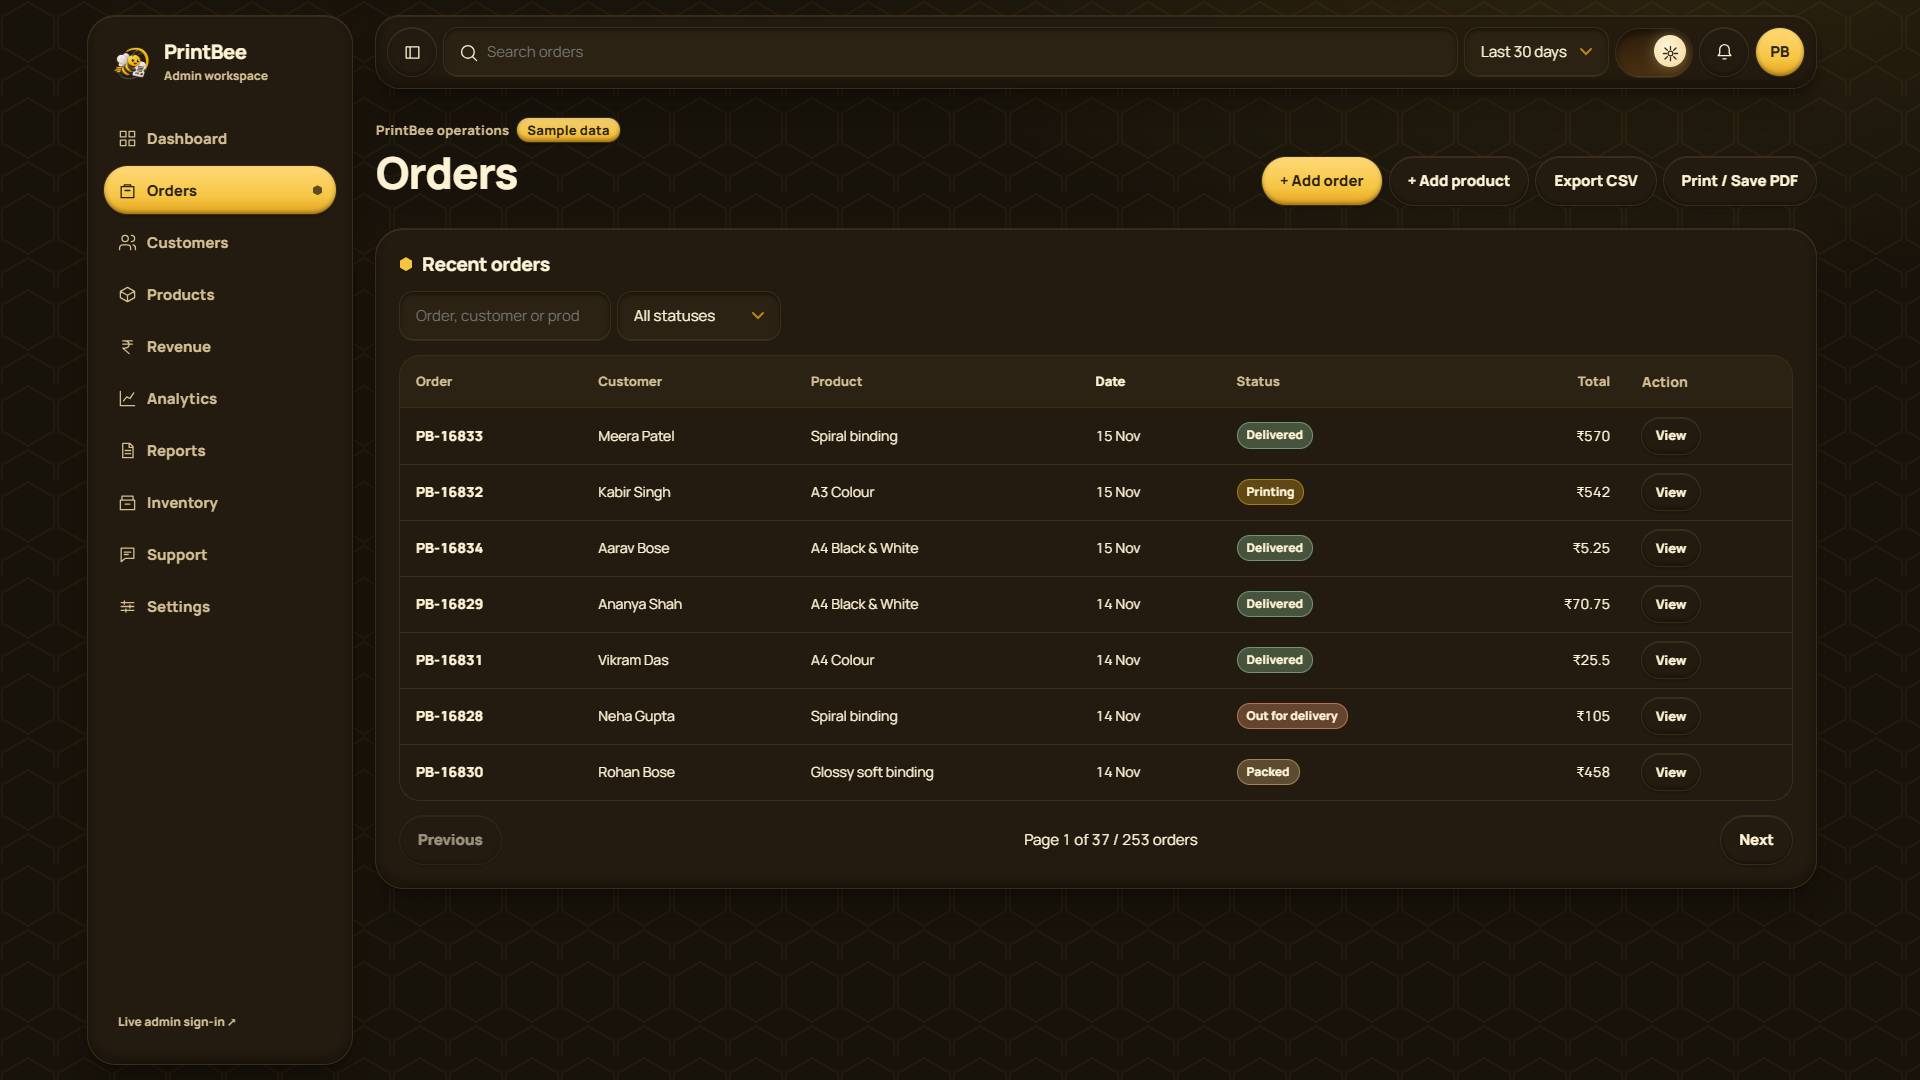 PrintBee
Admin workspace
Dashboard
Orders
Customers
Products
Revenue
Analytics
Reports
Inventory
Support
Settings
Live admin sign-in ↗
Search orders
Last 30 days
PB
PrintBee operations Sample data
Orders
+ Add order + Add product Export CSV Print / Save PDF
Recent orders
Order, customer or prod All statuses
Order Customer Product Date Status Total Action
PB-16833 Meera Patel Spiral binding 15 Nov Delivered ₹570 View
PB-16832 Kabir Singh A3 Colour 15 Nov Printing ₹542 View
PB-16834 Aarav Bose A4 Black & White 15 Nov Delivered ₹5.25 View
PB-16829 Ananya Shah A4 Black & White 14 Nov Delivered ₹70.75 View
PB-16831 Vikram Das A4 Colour 14 Nov Delivered ₹25.5 View
PB-16828 Neha Gupta Spiral binding 14 Nov Out for delivery ₹105 View
PB-16830 Rohan Bose Glossy soft binding 14 Nov Packed ₹458 View
Previous Page 1 of 37 / 253 orders Next